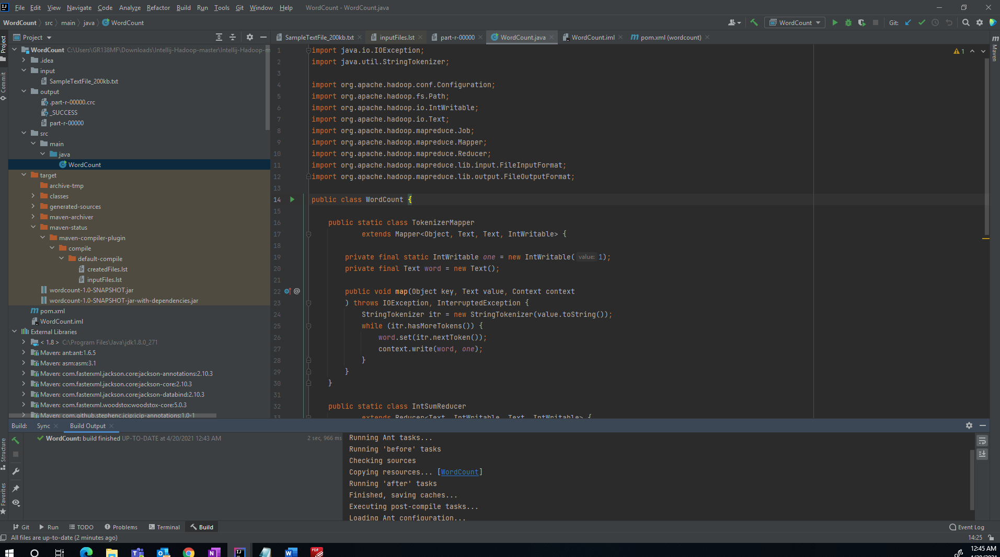 File Edit View Navigate Code Analyze Refactor Build Run Tools Git Window Help WordCount - WordCount.java
WordCount src main java WordCount
WordCount Git:
Project
SampleTextFile_200kb.txt inputFiles.lst part-r-00000 WordCount.java WordCount.iml pom.xml (wordcount)
Project
Commit
Structure
Favorites
Maven
WordCount C:\Users\GR138MF\Downloads\Intellij-Hadoop-master\Intellij-Hadoop-m
.idea
input
SampleTextFile_200kb.txt
output
.part-r-00000.crc
_SUCCESS
part-r-00000
src
main
java
WordCount
target
archive-tmp
classes
generated-sources
maven-archiver
maven-status
maven-compiler-plugin
compile
default-compile
createdFiles.lst
inputFiles.lst
wordcount-1.0-SNAPSHOT.jar
wordcount-1.0-SNAPSHOT-jar-with-dependencies.jar
pom.xml
WordCount.iml
External Libraries
< 1.8 > C:\Program Files\Java\jdk1.8.0_271
Maven: ant:ant:1.6.5
Maven: asm:asm:3.1
Maven: com.fasterxml.jackson.core:jackson-annotations:2.10.3
Maven: com.fasterxml.jackson.core:jackson-core:2.10.3
Maven: com.fasterxml.jackson.core:jackson-databind:2.10.3
Maven: com.fasterxml.woodstox:woodstox-core:5.0.3
Maven: com.github.stephenc.jcip:jcip-annotations:1.0-1
1 import java.io.IOException;
2 import java.util.StringTokenizer;
3
4 import org.apache.hadoop.conf.Configuration;
5 import org.apache.hadoop.fs.Path;
6 import org.apache.hadoop.io.IntWritable;
7 import org.apache.hadoop.io.Text;
8 import org.apache.hadoop.mapreduce.Job;
9 import org.apache.hadoop.mapreduce.Mapper;
10 import org.apache.hadoop.mapreduce.Reducer;
11 import org.apache.hadoop.mapreduce.lib.input.FileInputFormat;
12 import org.apache.hadoop.mapreduce.lib.output.FileOutputFormat;
13
14 public class WordCount {
15
16 public static class TokenizerMapper
17 extends Mapper<Object, Text, Text, IntWritable> {
18
19 private final static IntWritable one = new IntWritable( value: 1);
20 private final Text word = new Text();
21
22 @ public void map(Object key, Text value, Context context
23 ) throws IOException, InterruptedException {
24 StringTokenizer itr = new StringTokenizer(value.toString());
25 while (itr.hasMoreTokens()) {
26 word.set(itr.nextToken());
27 context.write(word, one);
28 }
29 }
30 }
31
32 public static class IntSumReducer
33 extends Reducer<Text, IntWritable, Text, IntWritable> {
1
Build: Sync Build Output
WordCount: build finished UP-TO-DATE at 4/20/2021 12:43 AM 2 sec, 966 ms
Running Ant tasks...
Running 'before' tasks
Checking sources
Copying resources... [WordCount]
Running 'after' tasks
Finished, saving caches...
Executing post-compile tasks...
Loading Ant configuration...
Git Run TODO Problems Terminal Build Event Log
All files are up-to-date (2 minutes ago) 14:25
12:45 AM
4/20/2021